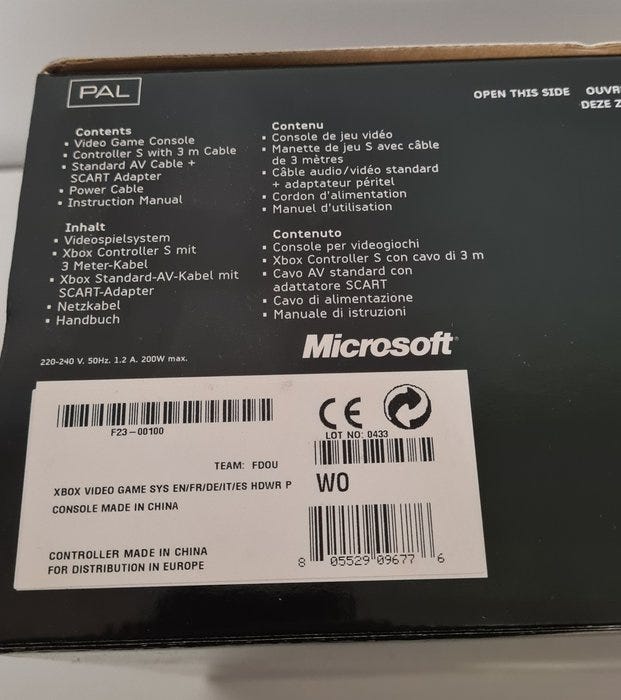 PAL
OPEN THIS SIDE OUVR
DEZE Z
Contents
▪ Video Game Console
▪ Controller S with 3 m Cable
▪ Standard AV Cable +
SCART Adapter
▪ Power Cable
▪ Instruction Manual
Contenu
▪ Console de jeu vidéo
▪ Manette de jeu S avec câble
de 3 mètres
▪ Câble audio/vidéo standard
+ adaptateur péritel
▪ Cordon d'alimentation
▪ Manuel d'utilisation
Inhalt
▪ Videospielsystem
▪ Xbox Controller S mit
3 Meter-Kabel
▪ Xbox Standard-AV-Kabel mit
SCART-Adapter
▪ Netzkabel
▪ Handbuch
Contenuto
▪ Console per videogiochi
▪ Xbox Controller S con cavo di 3 m
▪ Cavo AV standard con
adattatore SCART
▪ Cavo di alimentazione
▪ Manuale di istruzioni
220-240 V. 50Hz. 1.2 A. 200W max.
Microsoft
F23-00100
CE
LOT NO: 0433
TEAM: FDOU
WO
XBOX VIDEO GAME SYS EN/FR/DE/IT/ES HDWR P
CONSOLE MADE IN CHINA
CONTROLLER MADE IN CHINA
FOR DISTRIBUTION IN EUROPE
8 05529 09677 6